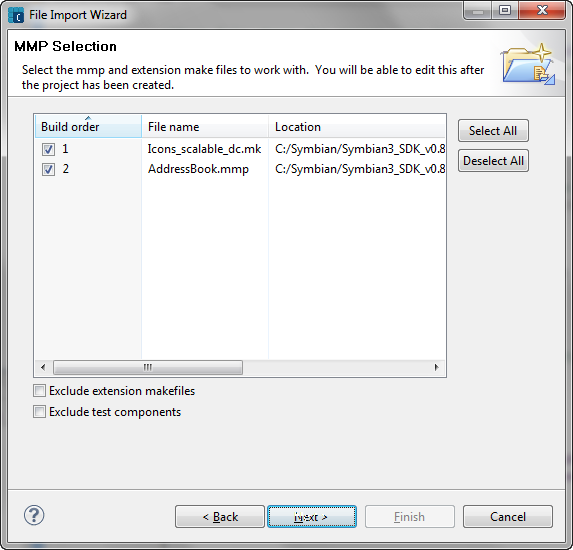 File Import Wizard
MMP Selection
Select the mmp and extension make files to work with.  You will be able to edit this after
the project has been created.
Build order File name Location
1 Icons_scalable_dc.mk C:/Symbian/Symbian3_SDK_v0.8
2 AddressBook.mmp C:/Symbian/Symbian3_SDK_v0.8
Select All
Deselect All
Exclude extension makefiles
Exclude test components
< Back Next > Finish Cancel